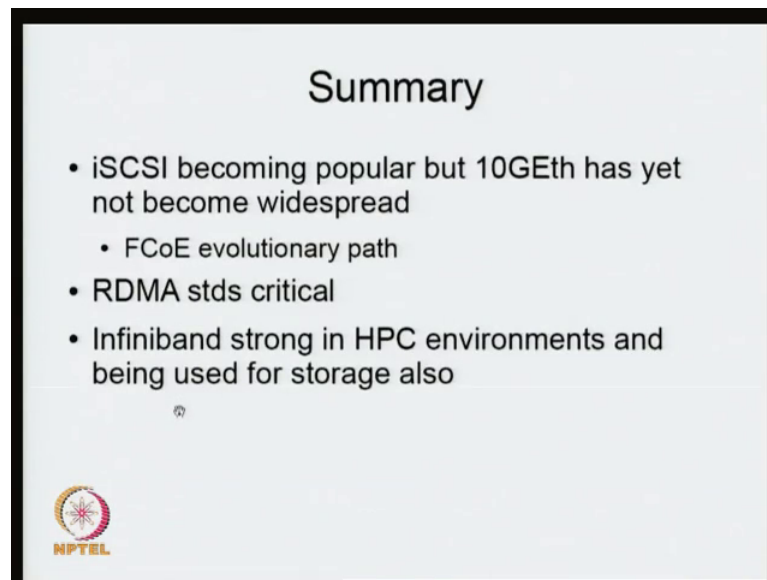 Summary
• iSCSI becoming popular but 10GEth has yet
not become widespread
• FCoE evolutionary path
• RDMA stds critical
• Infiniband strong in HPC environments and
being used for storage also
NPTEL